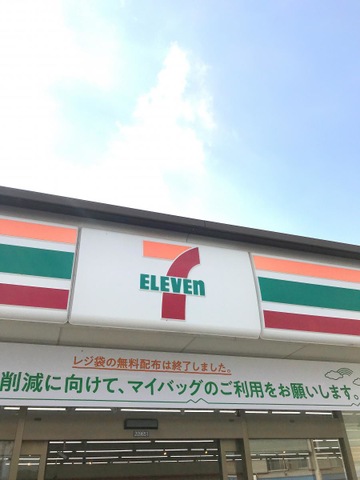 7
ELEVEn
レジ袋の無料配布は終了しました。
削減に向けて、マイバッグのご利用をお願いします。